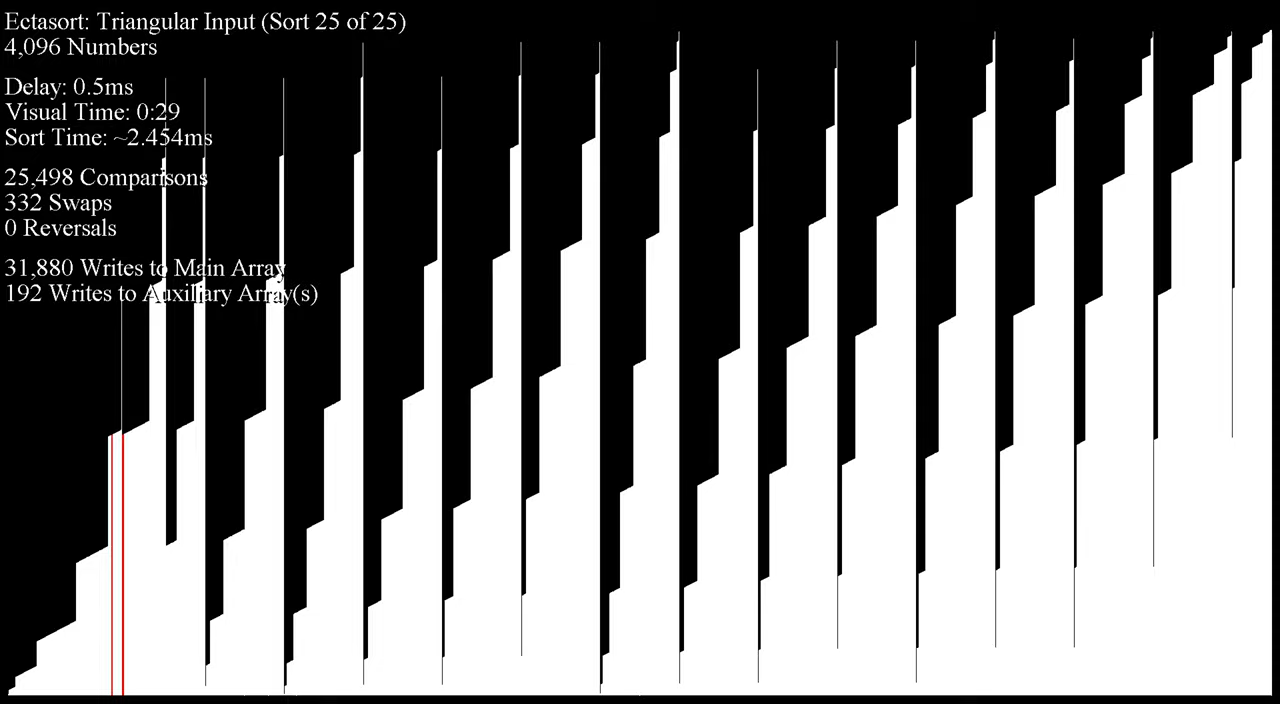 Ectasort: Triangular Input (Sort 25 of 25)
4,096 Numbers
Delay: 0.5ms
Visual Time: 0:29
Sort Time: ~2.454ms
25,498 Comparisons
332 Swaps
0 Reversals
31,880 Writes to Main Array
192 Writes to Auxiliary Array(s)